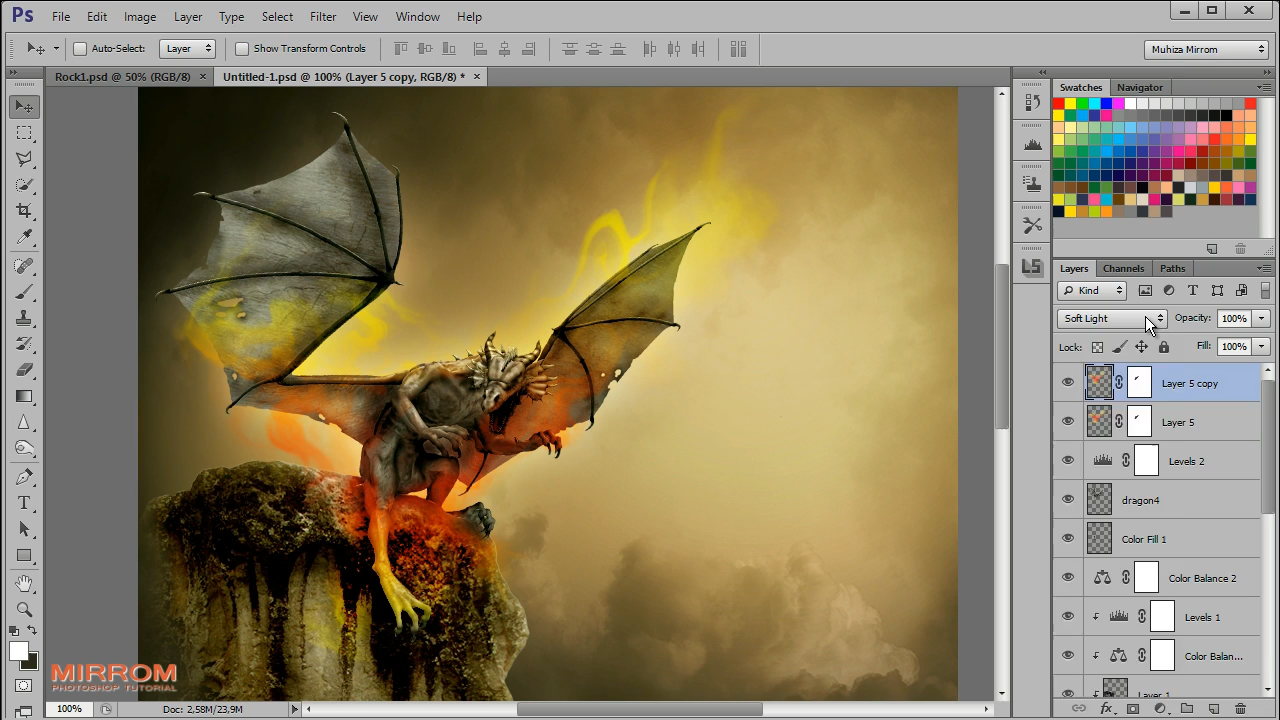 Ps File Edit Image Layer Type Select Filter View Window Help
Auto-Select: Layer Show Transform Controls Muhiza Mirrom
Rock1.psd @ 50% (RGB/8) × Untitled-1.psd @ 100% (Layer 5 copy, RGB/8) * ×
Swatches Navigator
Layers Channels Paths
Kind
Soft Light Opacity: 100%
Lock: Fill: 100%
Layer 5 copy
Layer 5
Levels 2
dragon4
Color Fill 1
Color Balance 2
Levels 1
Color Balan...
Layer 1
MIRROM
PHOTOSHOP TUTORIAL
100% Doc: 2,58M/23,9M